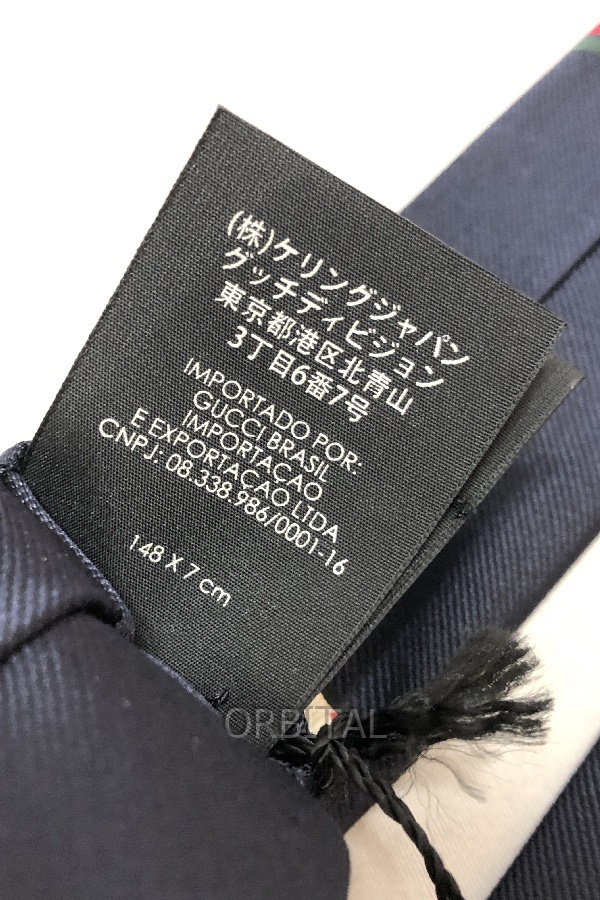 (株)ケリングジャパン
グッチディビジョン
東京都港区北青山
3丁目6番7号
IMPORTADO POR:
GUCCI BRASIL
IMPORTAÇAO
E EXPORTAÇAO LTDA
CNPJ: 08.338.986/0001-16
148 X 7 cm
ORBITAL